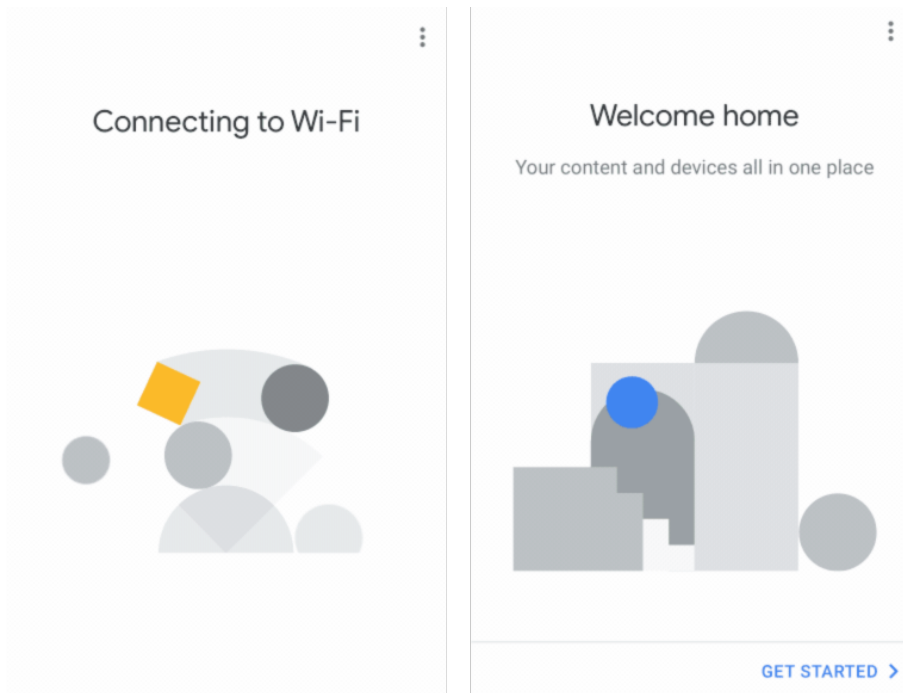 Connecting to Wi-Fi
Welcome home
Your content and devices all in one place
GET STARTED